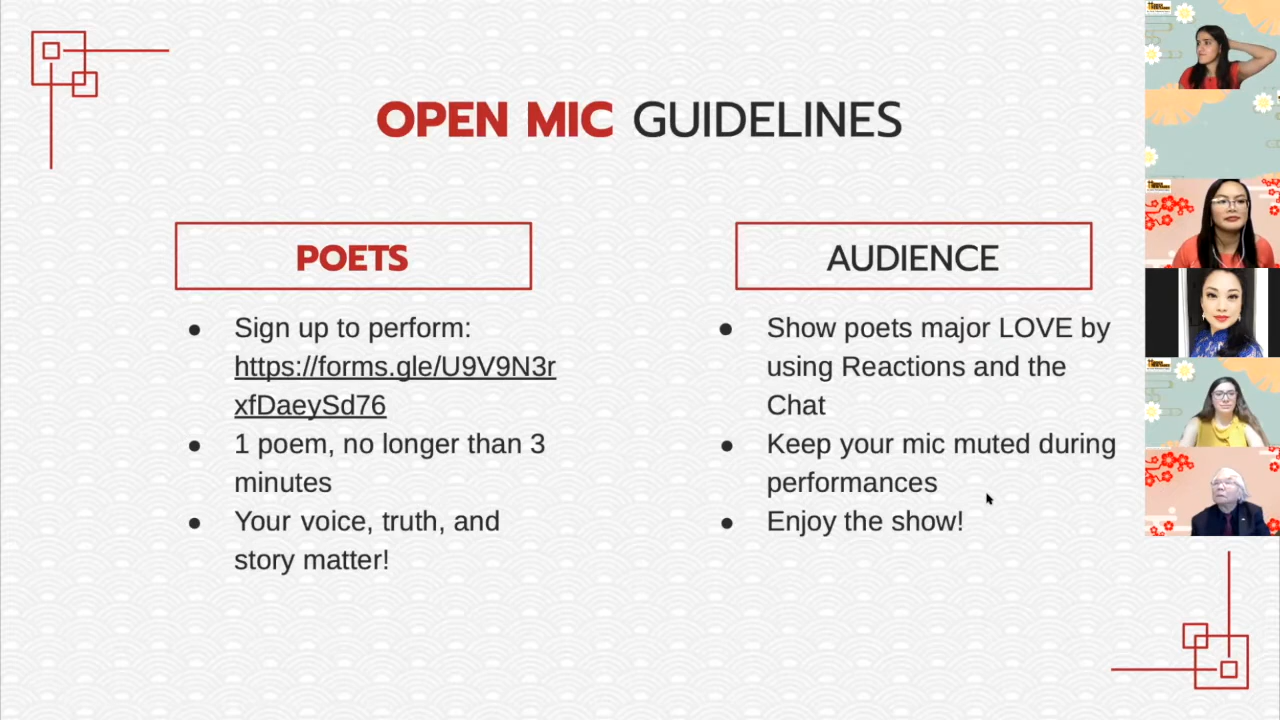 OPEN MIC GUIDELINES
POETS
Sign up to perform:
https://forms.gle/U9V9N3r
xfDaeySd76
1 poem, no longer than 3
minutes
Your voice, truth, and
story matter!
AUDIENCE
Show poets major LOVE by
using Reactions and the
Chat
Keep your mic muted during
performances
Enjoy the show!